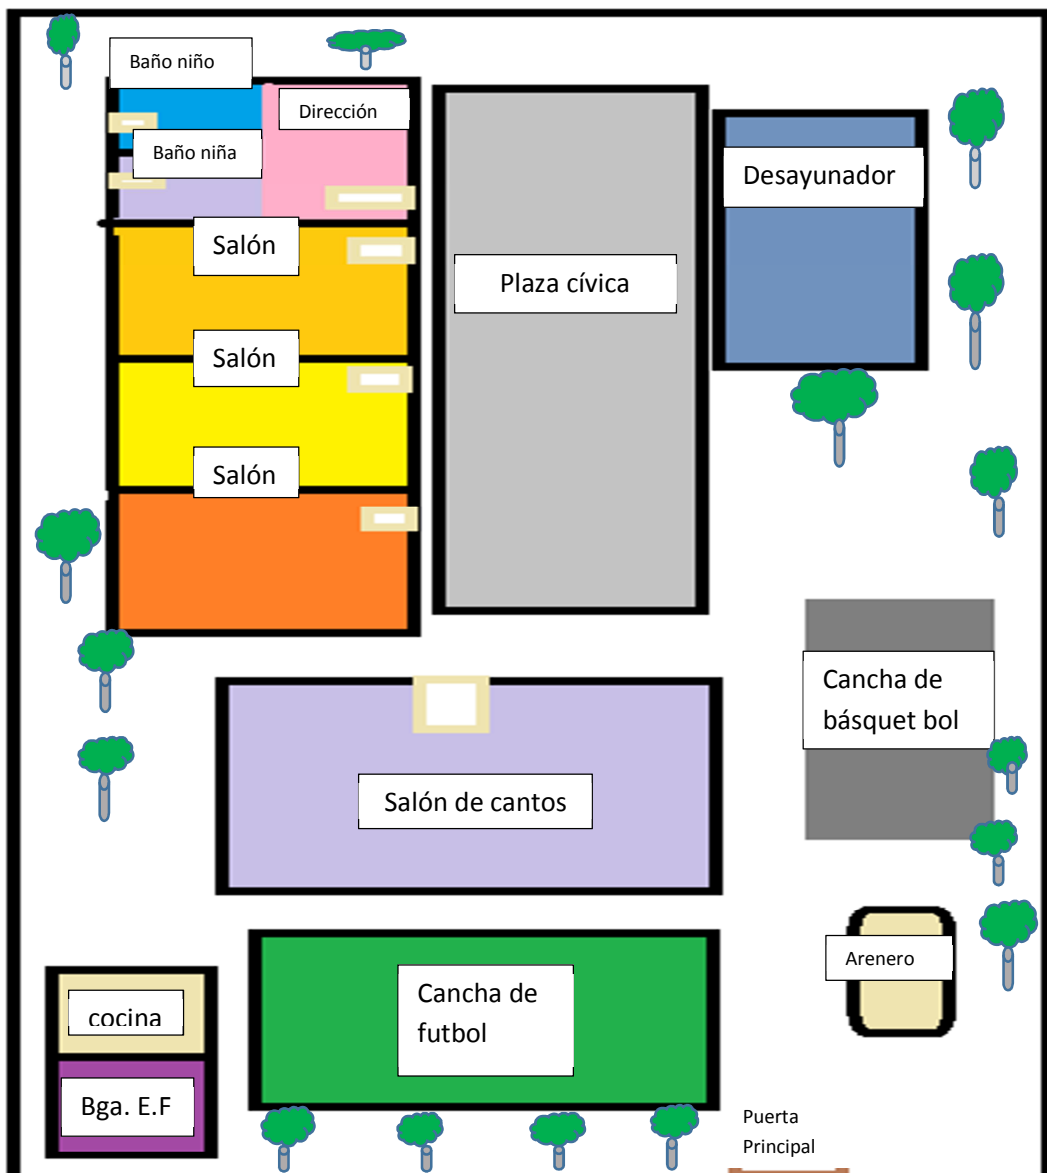 Baño niño
Dirección
Baño niña
Desayunador
Salón
Plaza cívica
Salón
Salón
Cancha de
básquet bol
Salón de cantos
Arenero
Cancha de
futbol
cocina
Bga. E.F
Puerta
Principal